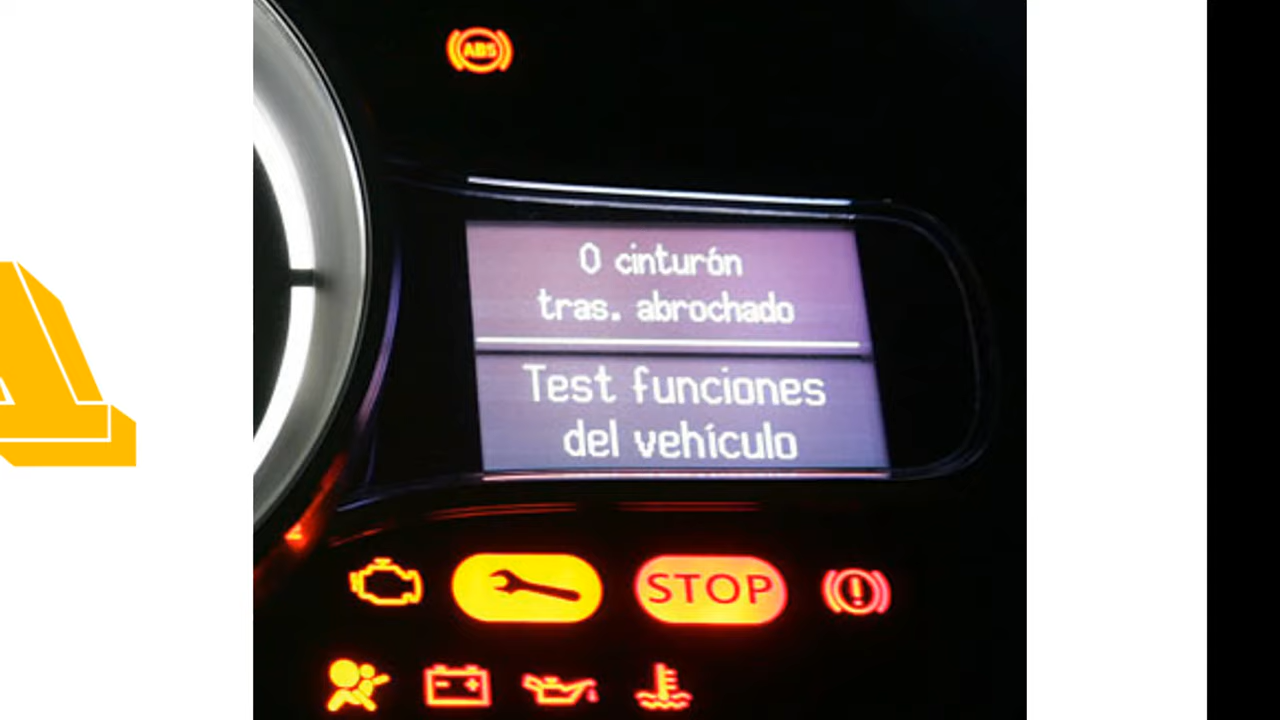 ABS
0 cinturón
tras. abrochado
Test funciones
del vehículo
STOP